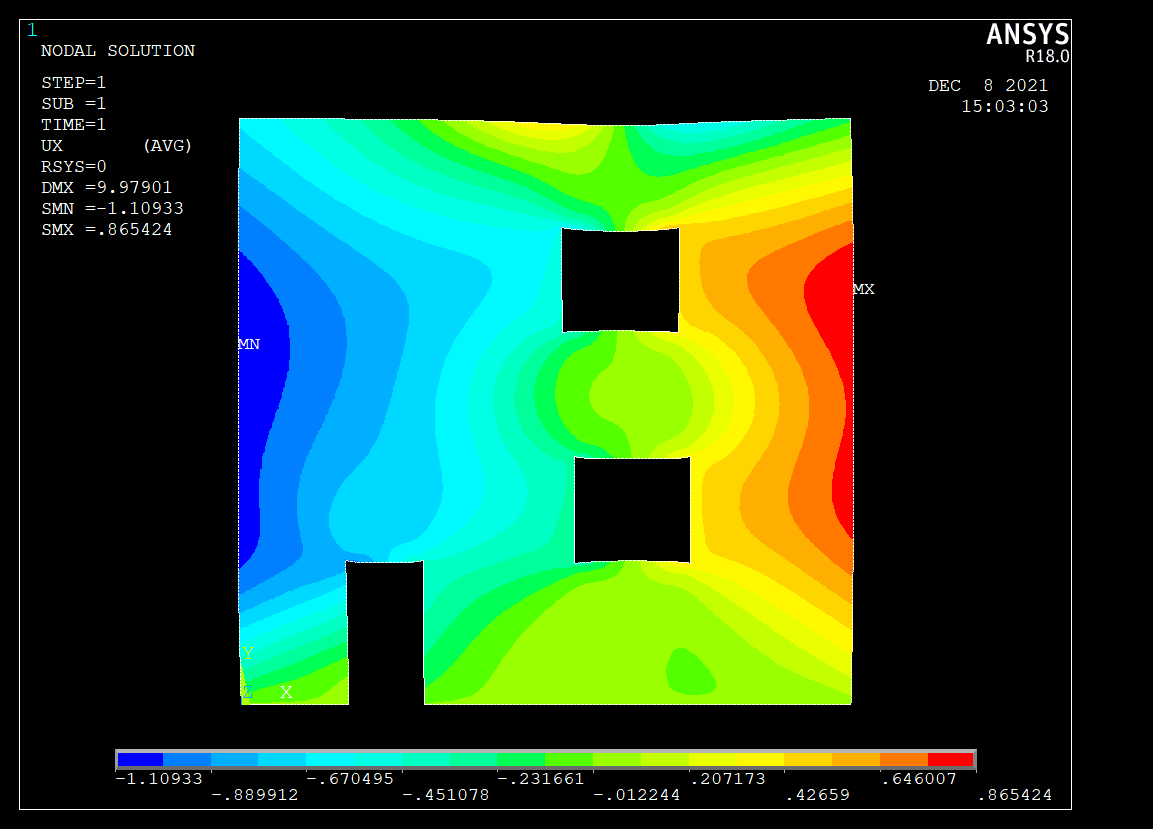 1
ANSYS
R18.0
NODAL SOLUTION
STEP=1
SUB =1
TIME=1
UX (AVG)
RSYS=0
DMX =9.97901
SMN =-1.10933
SMX =.865424
DEC 8 2021
15:03:03
MX
MN
Y
Z X
-1.10933 -.670495 -.231661 .207173 .646007
-.889912 -.451078 -.012244 .42659 .865424